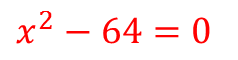 x² − 64 = 0